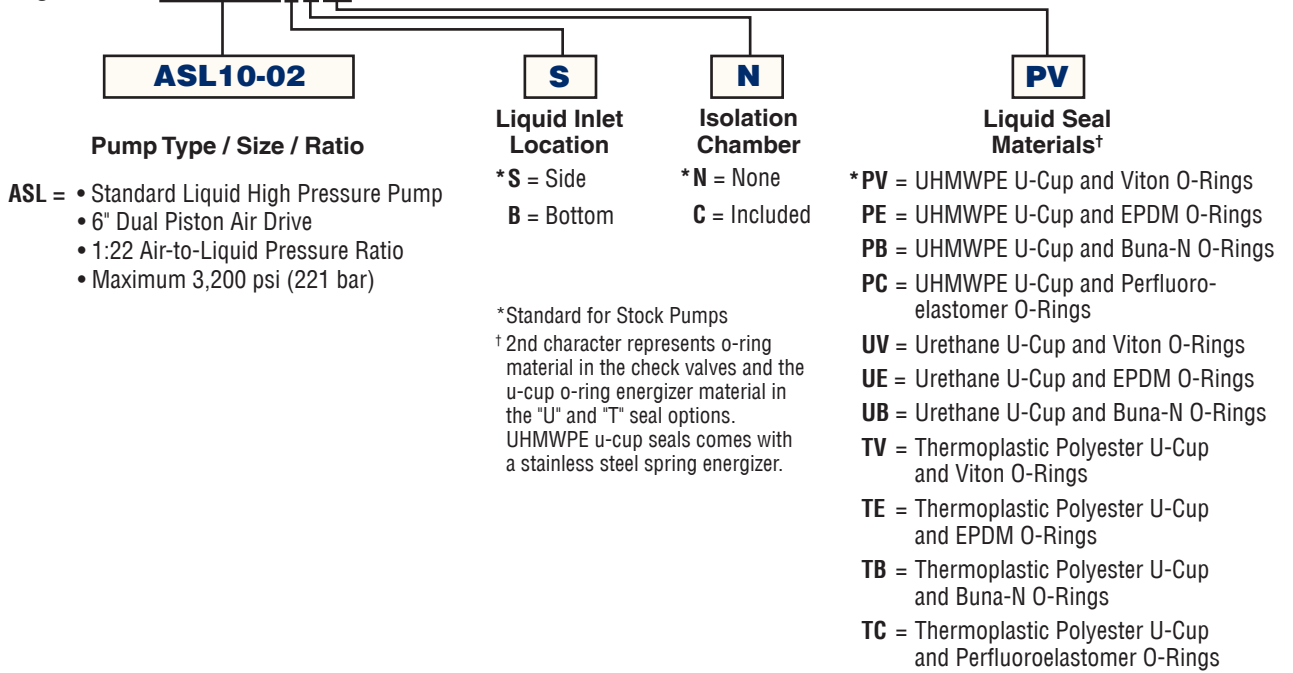 ASL10-02
S
N
PV
Pump Type / Size / Ratio
ASL = • Standard Liquid High Pressure Pump
• 6" Dual Piston Air Drive
• 1:22 Air-to-Liquid Pressure Ratio
• Maximum 3,200 psi (221 bar)
Liquid Inlet
Location
*S = Side
B = Bottom
Isolation
Chamber
*N = None
C = Included
*Standard for Stock Pumps
† 2nd character represents o-ring
material in the check valves and the
u-cup o-ring energizer material in
the "U" and "T" seal options.
UHMWPE u-cup seals comes with
a stainless steel spring energizer.
Liquid Seal
Materials†
*PV = UHMWPE U-Cup and Viton O-Rings
PE = UHMWPE U-Cup and EPDM O-Rings
PB = UHMWPE U-Cup and Buna-N O-Rings
PC = UHMWPE U-Cup and Perfluoro-
elastomer O-Rings
UV = Urethane U-Cup and Viton O-Rings
UE = Urethane U-Cup and EPDM O-Rings
UB = Urethane U-Cup and Buna-N O-Rings
TV = Thermoplastic Polyester U-Cup
and Viton O-Rings
TE = Thermoplastic Polyester U-Cup
and EPDM O-Rings
TB = Thermoplastic Polyester U-Cup
and Buna-N O-Rings
TC = Thermoplastic Polyester U-Cup
and Perfluoroelastomer O-Rings